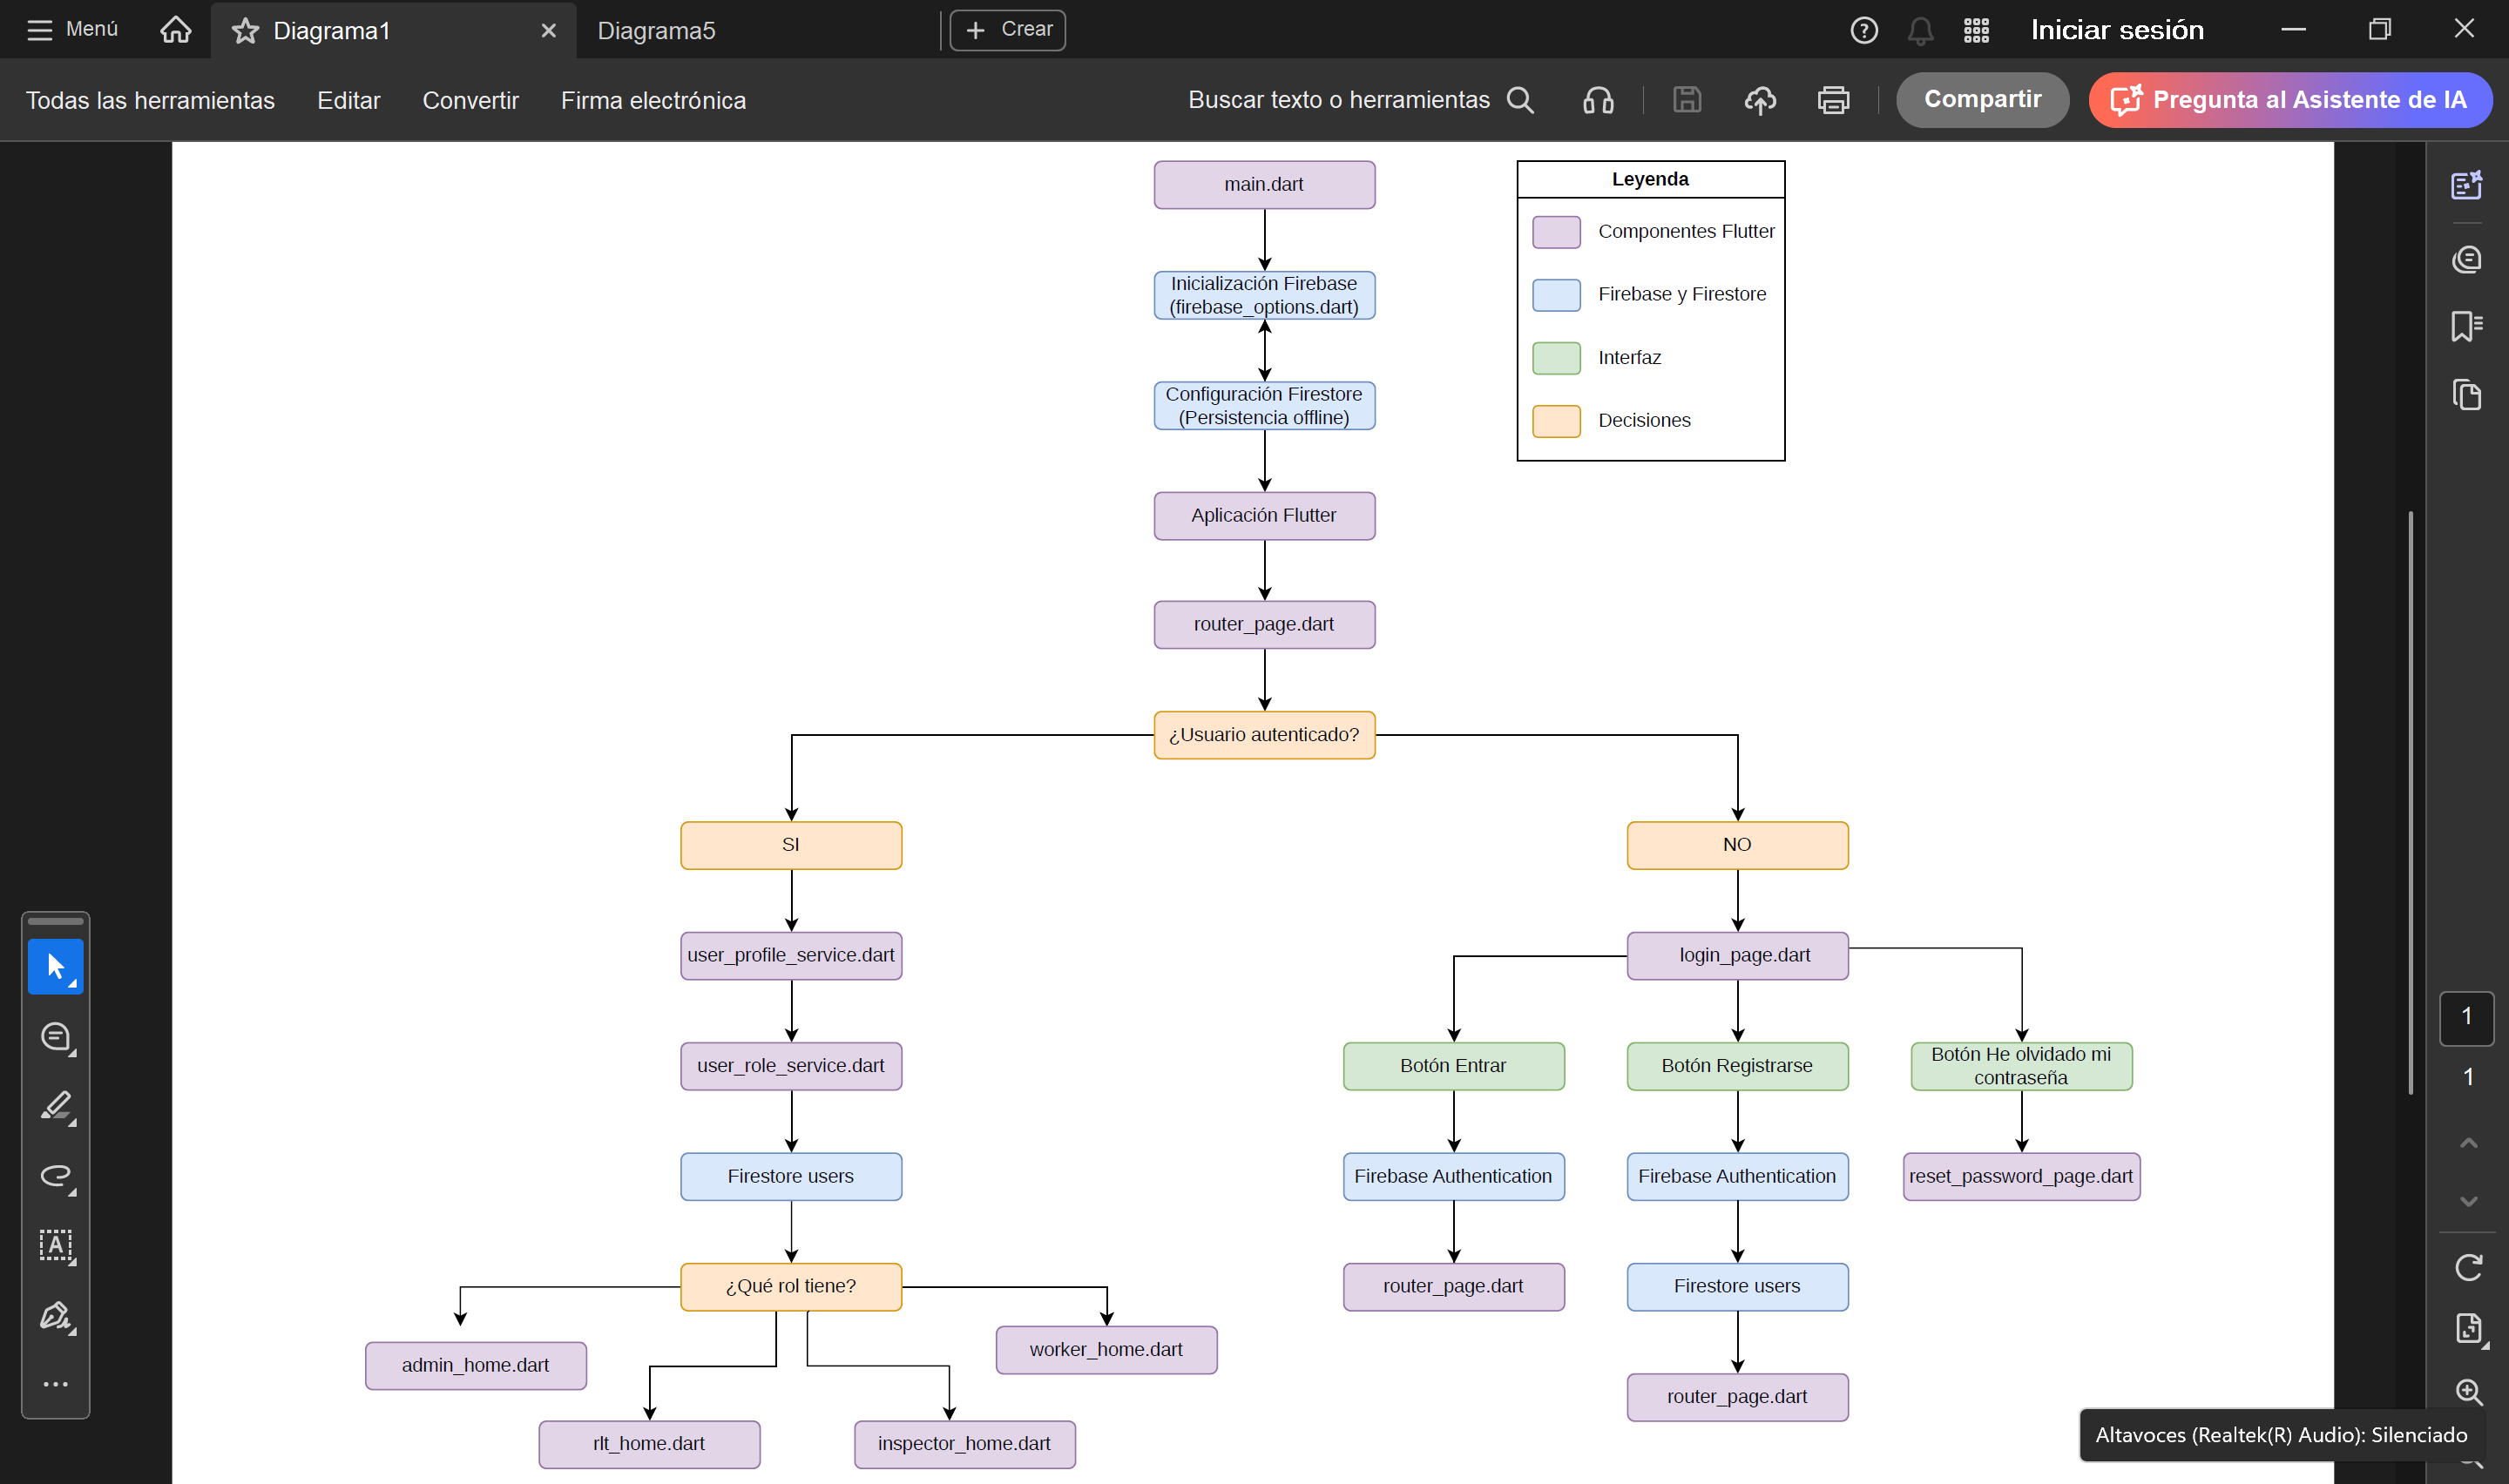 Menú
Diagrama1
Diagrama5
Crear
Iniciar sesión
Todas las herramientas
Editar
Convertir
Firma electrónica
Buscar texto o herramientas
Compartir
Pregunta al Asistente de IA
main.dart
Leyenda
Componentes Flutter
Firebase y Firestore
Interfaz
Decisiones
Inicialización Firebase
(firebase_options.dart)
Configuración Firestore
(Persistencia offline)
Aplicación Flutter
router_page.dart
¿Usuario autenticado?
SI
NO
user_profile_service.dart
login_page.dart
user_role_service.dart
Botón Entrar
Botón Registrarse
Botón He olvidado mi
contraseña
Firestore users
Firebase Authentication
Firebase Authentication
reset_password_page.dart
¿Qué rol tiene?
router_page.dart
Firestore users
admin_home.dart
worker_home.dart
rlt_home.dart
inspector_home.dart
router_page.dart
A
1
1
Altavoces (Realtek(R) Audio): Silenciado